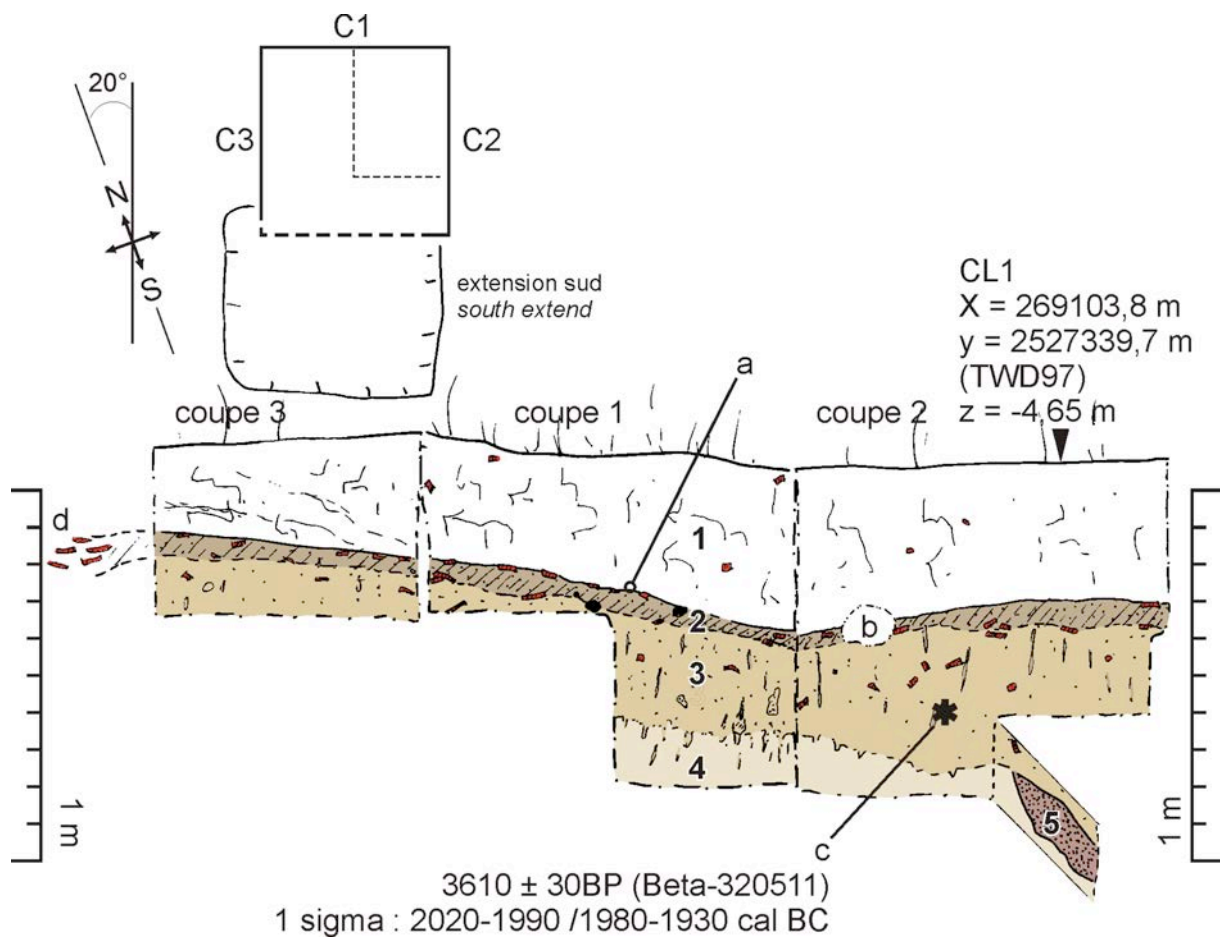 C1
20°
C3
C2
N
S
extension sud
south extend
CL1
X = 269103,8 m
y = 2527339,7 m
(TWD97)
z = -4.65 m
a
coupe 3
coupe 1
coupe 2
d
1
2
b
3
4
5
1 m
1 m
c
3610 ± 30BP (Beta-320511)
1 sigma : 2020-1990 /1980-1930 cal BC